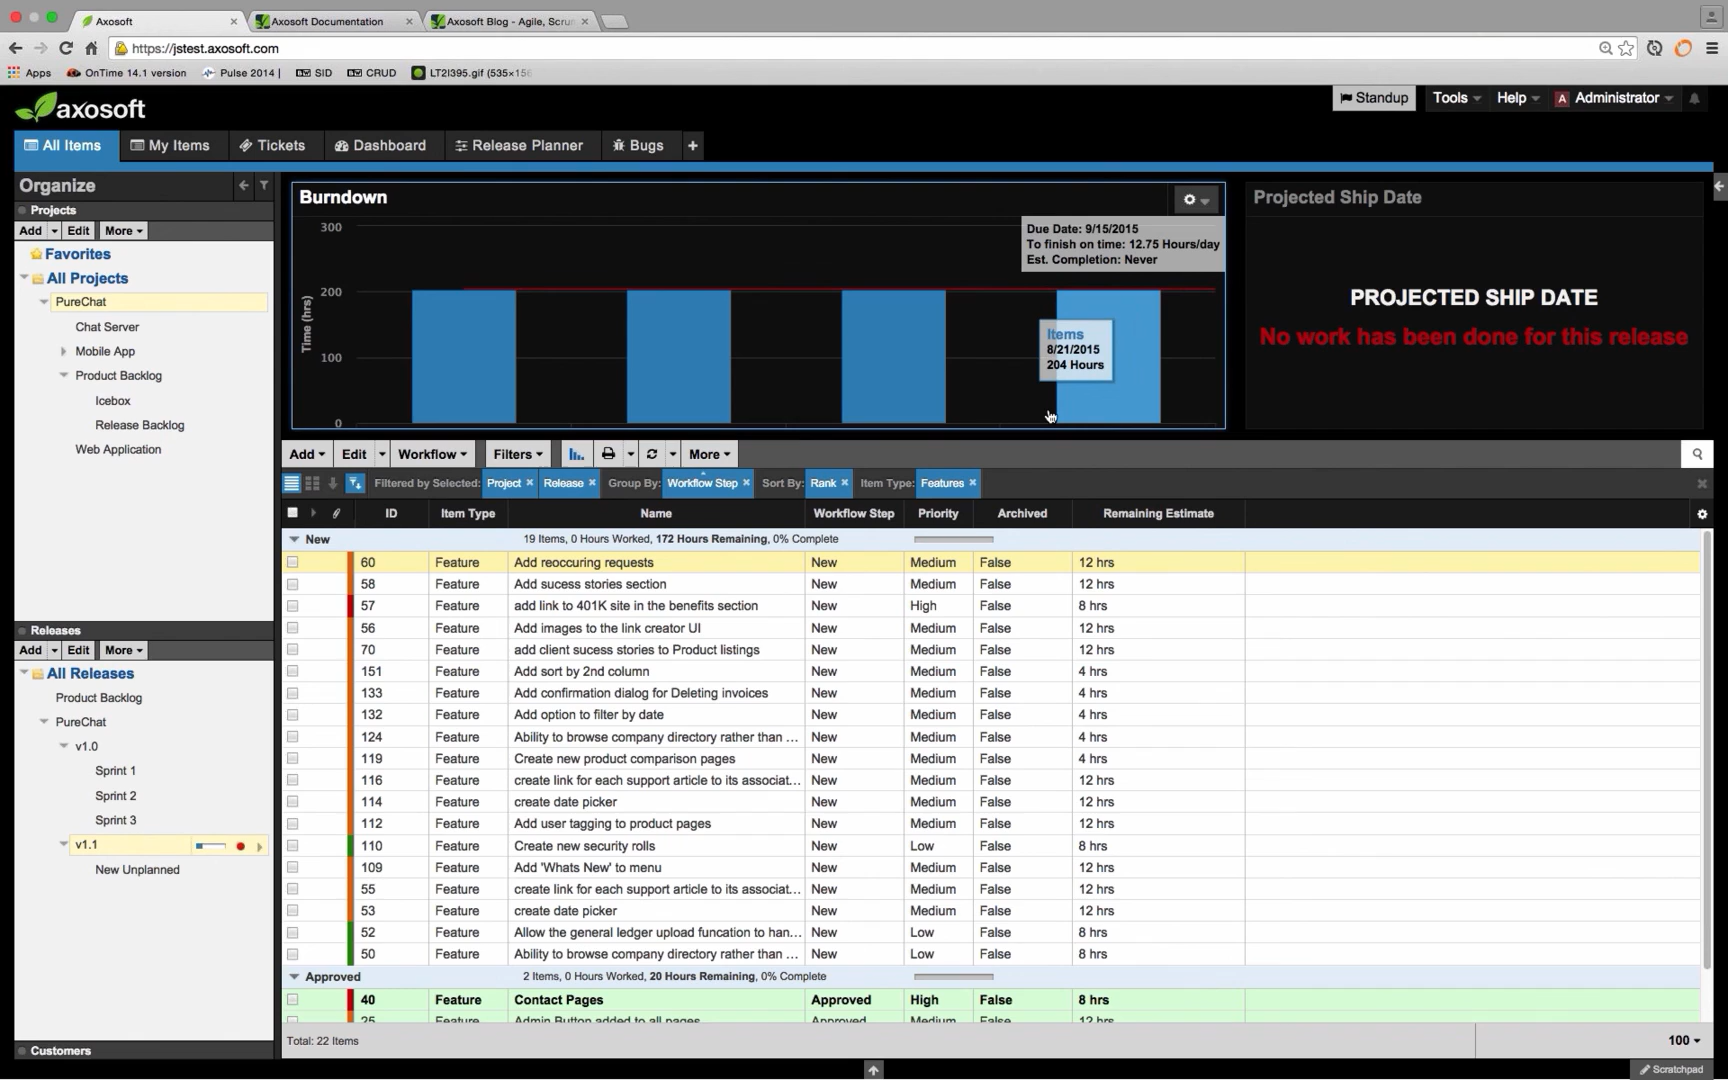 Axosoft
Axosoft Documentation
Axosoft Blog - Agile, Scrum
https://jstest.axosoft.com
Apps
OnTime 14.1 version
Pulse 2014 |
SID
CRUD
LT2I395.gif (535×156
axosoft
Standup
Tools
Help
A Administrator
All Items
My Items
Tickets
Dashboard
Release Planner
Bugs
+
Organize
Projects
Add Edit More
Favorites
All Projects
PureChat
Chat Server
Mobile App
Product Backlog
Icebox
Release Backlog
Web Application
Releases
Add Edit More
All Releases
Product Backlog
PureChat
v1.0
Sprint 1
Sprint 2
Sprint 3
v1.1
New Unplanned
Customers
Burndown
Due Date: 9/15/2015
To finish on time: 12.75 Hours/day
Est. Completion: Never
300
200
100
0
Time (hrs)
Items
8/21/2015
204 Hours
Projected Ship Date
PROJECTED SHIP DATE
No work has been done for this release
Add Edit Workflow Filters More
Filtered by Selected: Project × Release × Group By: Workflow Step × Sort By: Rank × Item Type: Features ×
ID Item Type Name Workflow Step Priority Archived Remaining Estimate
New 19 Items, 0 Hours Worked, 172 Hours Remaining, 0% Complete
60 Feature Add reoccuring requests New Medium False 12 hrs
58 Feature Add sucess stories section New Medium False 12 hrs
57 Feature add link to 401K site in the benefits section New High False 8 hrs
56 Feature Add images to the link creator UI New Medium False 12 hrs
70 Feature add client sucess stories to Product listings New Medium False 12 hrs
151 Feature Add sort by 2nd column New Medium False 4 hrs
133 Feature Add confirmation dialog for Deleting invoices New Medium False 4 hrs
132 Feature Add option to filter by date New Medium False 4 hrs
124 Feature Ability to browse company directory rather than ... New Medium False 4 hrs
119 Feature Create new product comparison pages New Medium False 4 hrs
116 Feature create link for each support article to its associat... New Medium False 12 hrs
114 Feature create date picker New Medium False 12 hrs
112 Feature Add user tagging to product pages New Medium False 12 hrs
110 Feature Create new security rolls New Low False 8 hrs
109 Feature Add 'Whats New' to menu New Medium False 12 hrs
55 Feature create link for each support article to its associat... New Medium False 12 hrs
53 Feature create date picker New Medium False 12 hrs
52 Feature Allow the general ledger upload funcation to han... New Low False 8 hrs
50 Feature Ability to browse company directory rather than ... New Low False 8 hrs
Approved 2 Items, 0 Hours Worked, 20 Hours Remaining, 0% Complete
40 Feature Contact Pages Approved High False 8 hrs
25 Feature Admin Button added to all pages Approved Medium False 12 hrs
Total: 22 Items
100
Scratchpad